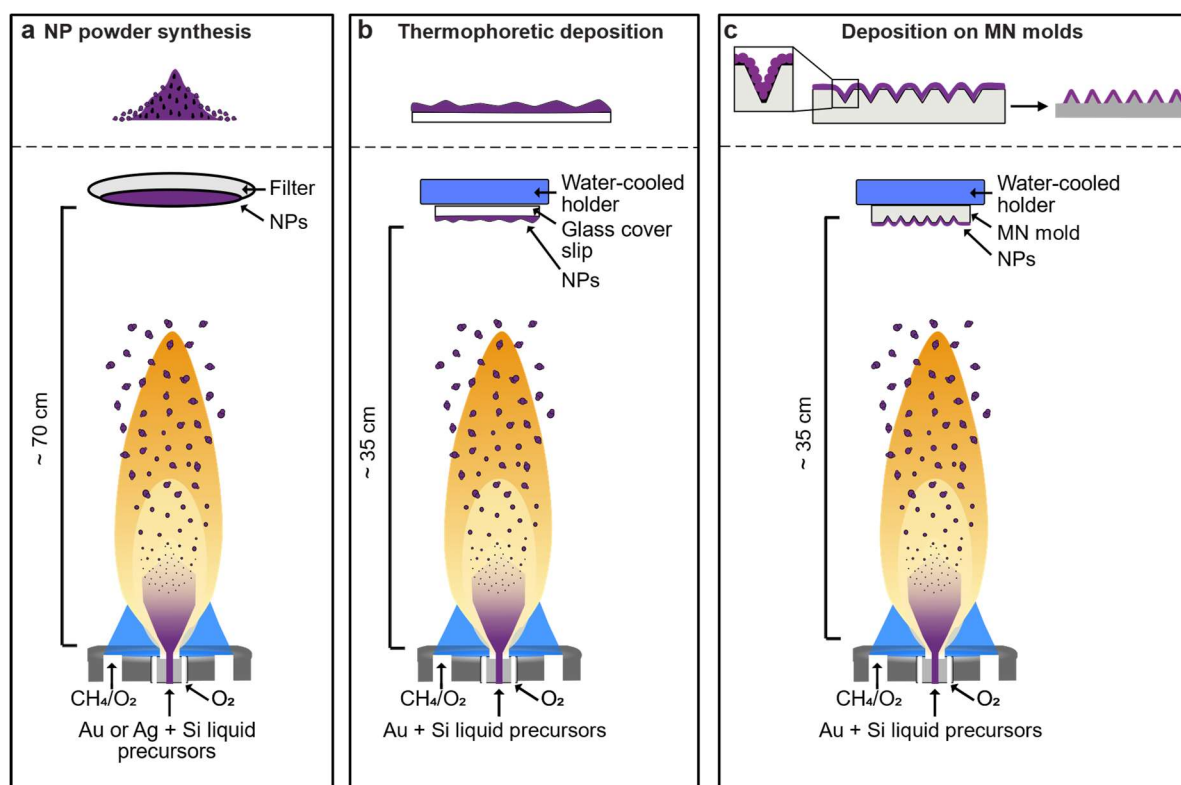 a NP powder synthesis
Filter
NPs
~ 70 cm
CH₄/O₂
O₂
Au or Ag + Si liquid
precursors
b Thermophoretic deposition
Water-cooled
holder
Glass cover
slip
NPs
~ 35 cm
CH₄/O₂
O₂
Au + Si liquid precursors
c Deposition on MN molds
Water-cooled
holder
MN mold
NPs
~ 35 cm
CH₄/O₂
O₂
Au + Si liquid precursors